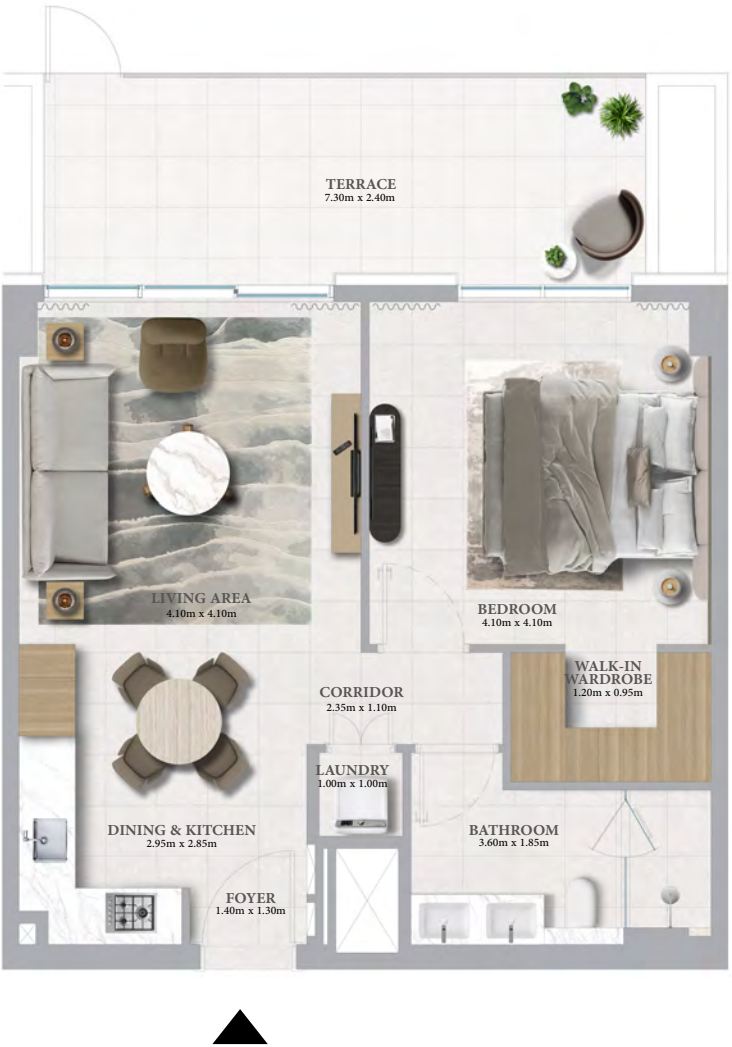 TERRACE
7.30m x 2.40m
LIVING AREA
4.10m x 4.10m
BEDROOM
4.10m x 4.10m
WALK-IN
WARDROBE
1.20m x 0.95m
CORRIDOR
2.35m x 1.10m
LAUNDRY
1.00m x 1.00m
DINING & KITCHEN
2.95m x 2.85m
BATHROOM
3.60m x 1.85m
FOYER
1.40m x 1.30m